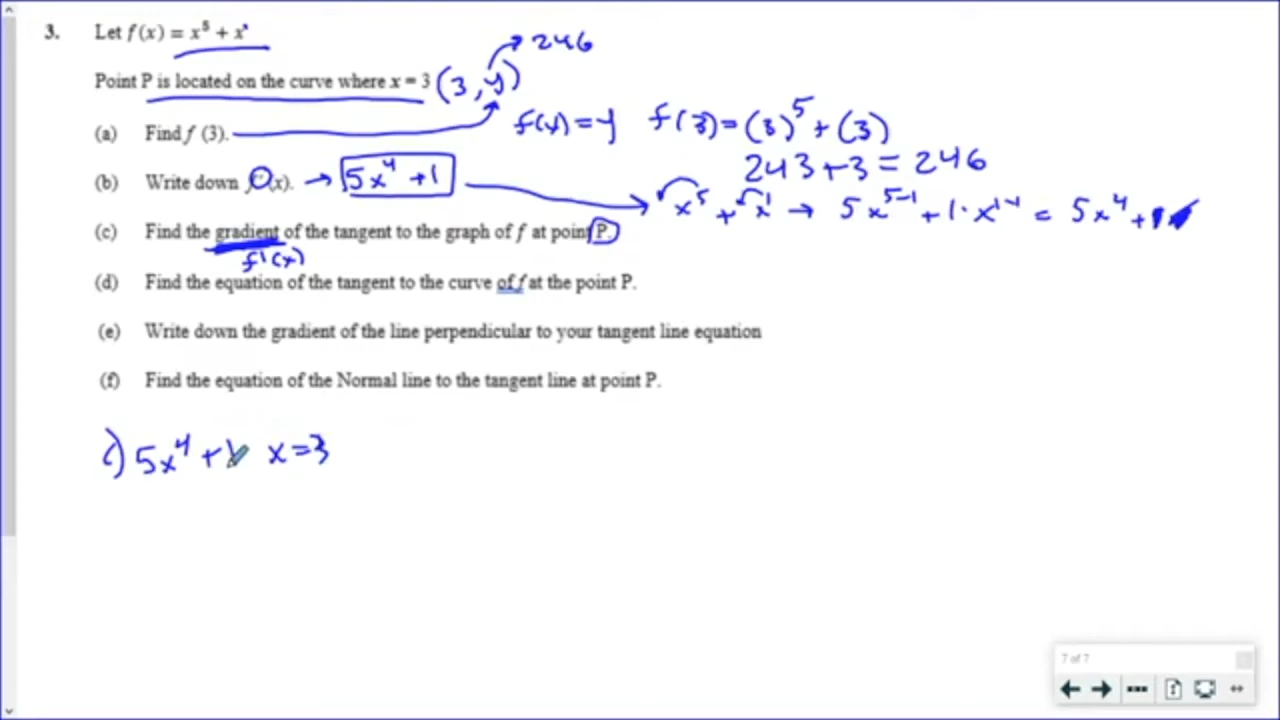 3. Let f(x) = x⁵ + x
246
Point P is located on the curve where x = 3 (3, y)
f(x) = y f(3) = (3)⁵ + (3)
(a) Find f (3).
243 + 3 = 246
(b) Write down (x). → 5x⁴ + 1
x⁵ + x¹ → 5x⁵⁻¹ + 1·x¹⁻¹ = 5x⁴ + 1
(c) Find the gradient of the tangent to the graph of f at point P.
f'(x)
(d) Find the equation of the tangent to the curve of f at the point P.
(e) Write down the gradient of the line perpendicular to your tangent line equation
(f) Find the equation of the Normal line to the tangent line at point P.
c) 5x⁴ + 1 x = 3
7 of 7